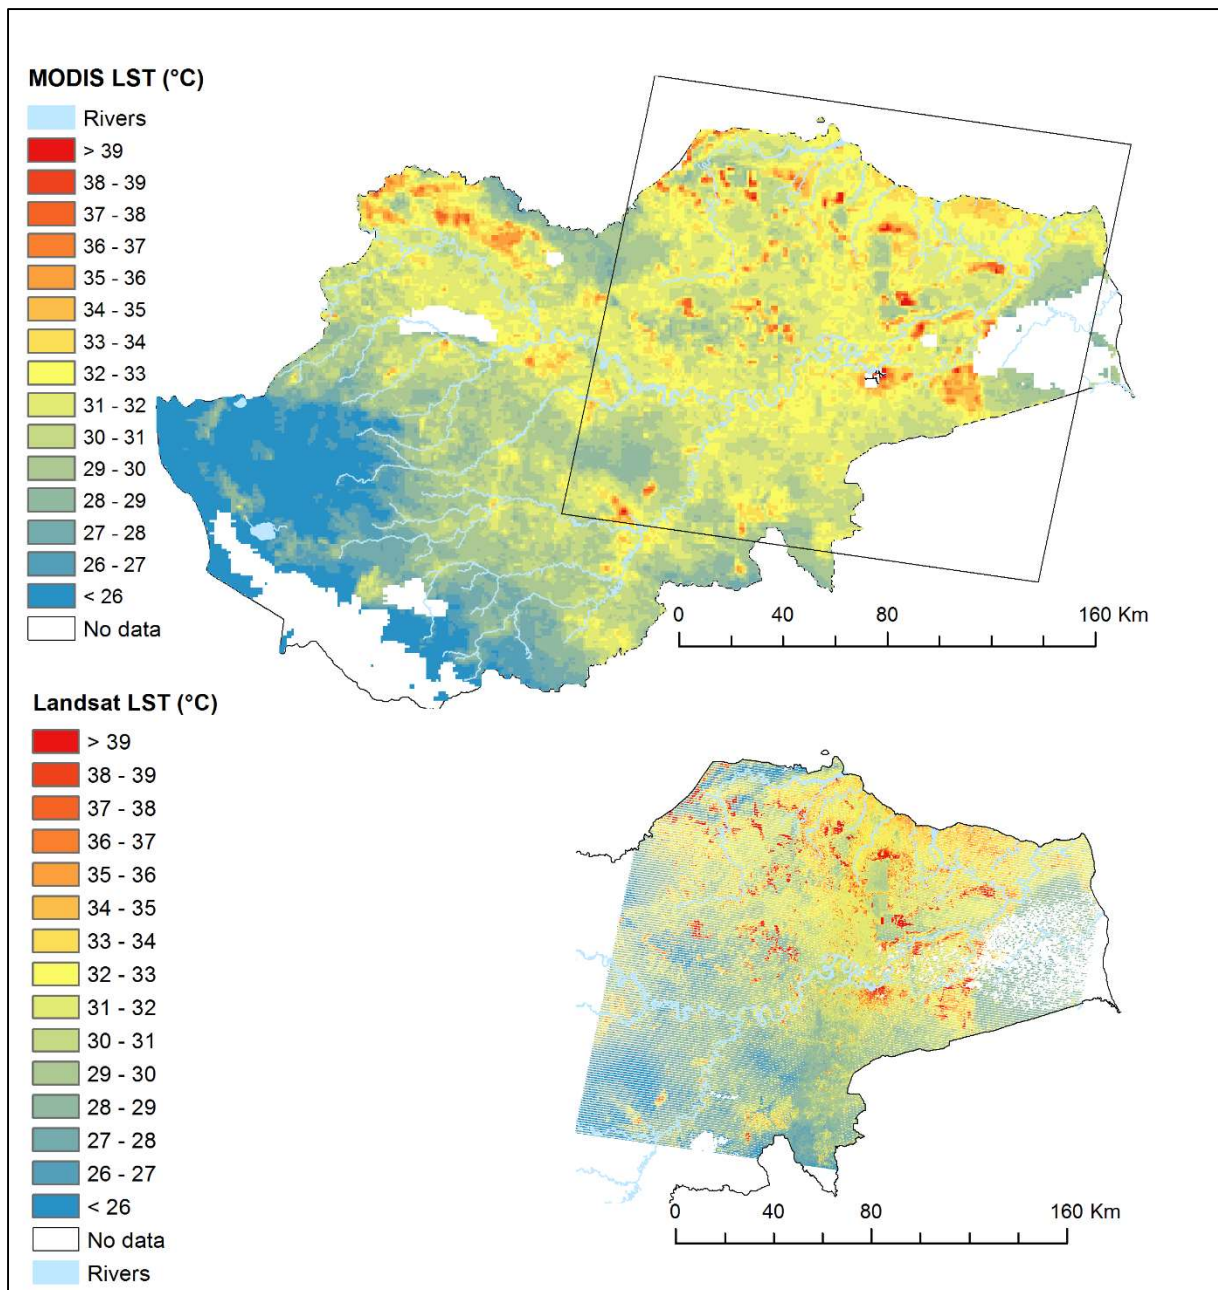 MODIS LST (°C)
Rivers
> 39
38 - 39
37 - 38
36 - 37
35 - 36
34 - 35
33 - 34
32 - 33
31 - 32
30 - 31
29 - 30
28 - 29
27 - 28
26 - 27
< 26
No data
0 40 80 160 Km
Landsat LST (°C)
> 39
38 - 39
37 - 38
36 - 37
35 - 36
34 - 35
33 - 34
32 - 33
31 - 32
30 - 31
29 - 30
28 - 29
27 - 28
26 - 27
< 26
No data
Rivers
0 40 80 160 Km